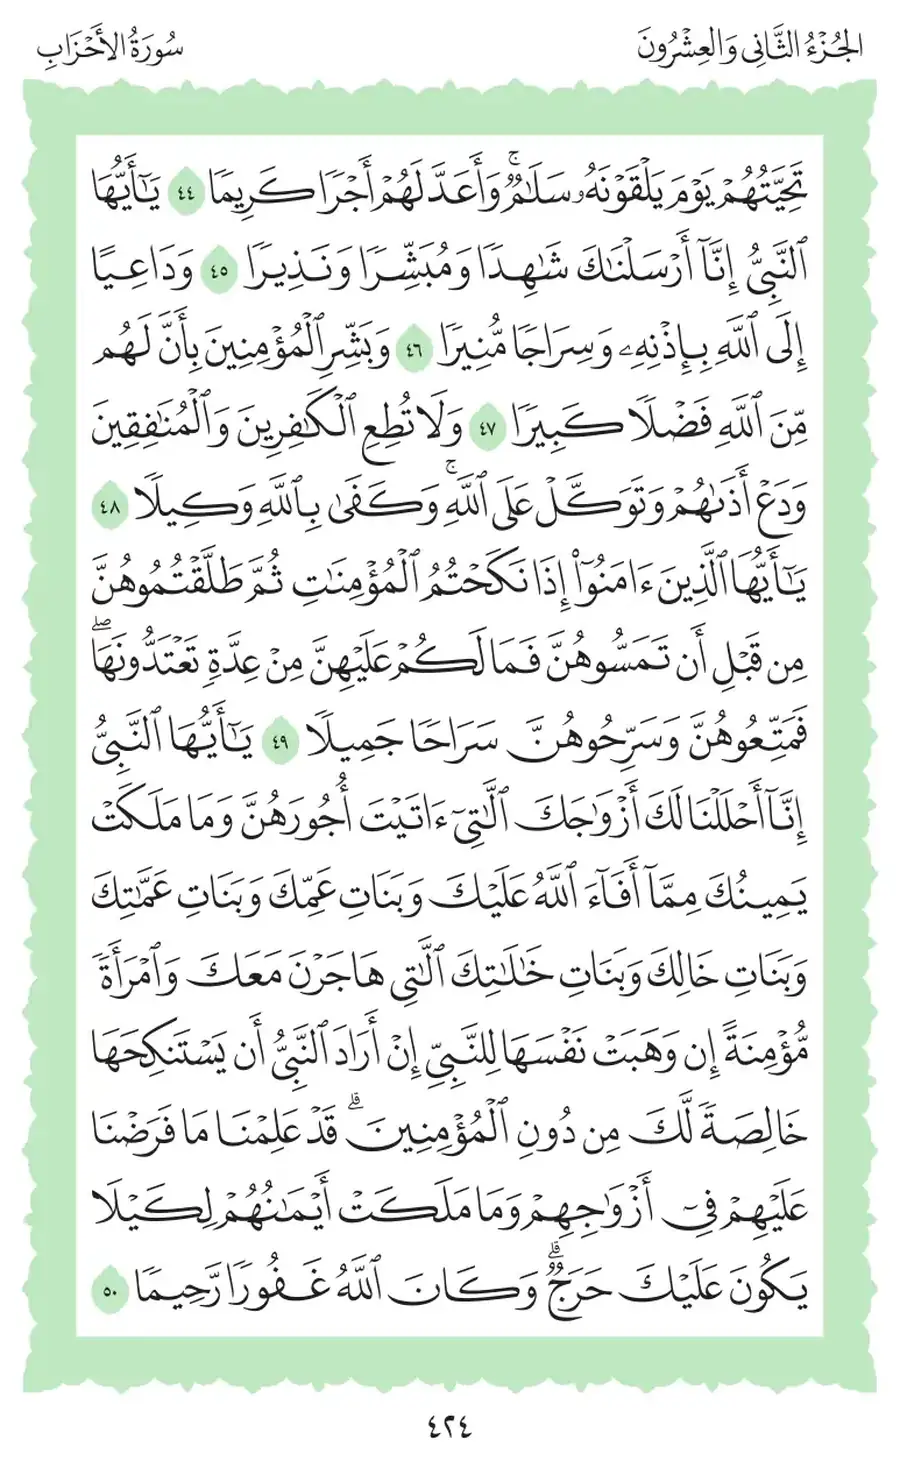 الجُزْءُ الثَّانِي وَالعِشْرُونَ
سُورَةُ الأَحْزَابِ
تَحِيَّتُهُمْ يَوْمَ يَلْقَوْنَهُۥ سَلَٰمٌۚ وَأَعَدَّ لَهُمْ أَجْرًا كَرِيمًا ٤٤ يَٰٓأَيُّهَا
ٱلنَّبِيُّ إِنَّآ أَرْسَلْنَٰكَ شَٰهِدًا وَمُبَشِّرًا وَنَذِيرًا ٤٥ وَدَاعِيًا
إِلَى ٱللَّهِ بِإِذْنِهِۦ وَسِرَاجًا مُّنِيرًا ٤٦ وَبَشِّرِ ٱلْمُؤْمِنِينَ بِأَنَّ لَهُم
مِّنَ ٱللَّهِ فَضْلًا كَبِيرًا ٤٧ وَلَا تُطِعِ ٱلْكَٰفِرِينَ وَٱلْمُنَٰفِقِينَ
وَدَعْ أَذَىٰهُمْ وَتَوَكَّلْ عَلَى ٱللَّهِۚ وَكَفَىٰ بِٱللَّهِ وَكِيلًا ٤٨
يَٰٓأَيُّهَا ٱلَّذِينَ ءَامَنُوٓا۟ إِذَا نَكَحْتُمُ ٱلْمُؤْمِنَٰتِ ثُمَّ طَلَّقْتُمُوهُنَّ
مِن قَبْلِ أَن تَمَسُّوهُنَّ فَمَا لَكُمْ عَلَيْهِنَّ مِنْ عِدَّةٍ تَعْتَدُّونَهَاۖ
فَمَتِّعُوهُنَّ وَسَرِّحُوهُنَّ سَرَاحًا جَمِيلًا ٤٩ يَٰٓأَيُّهَا ٱلنَّبِيُّ
إِنَّآ أَحْلَلْنَا لَكَ أَزْوَٰجَكَ ٱلَّٰتِيٓ ءَاتَيْتَ أُجُورَهُنَّ وَمَا مَلَكَتْ
يَمِينُكَ مِمَّآ أَفَآءَ ٱللَّهُ عَلَيْكَ وَبَنَاتِ عَمِّكَ وَبَنَاتِ عَمَّٰتِكَ
وَبَنَاتِ خَالِكَ وَبَنَاتِ خَٰلَٰتِكَ ٱلَّٰتِي هَاجَرْنَ مَعَكَ وَٱمْرَأَةً
مُّؤْمِنَةً إِن وَهَبَتْ نَفْسَهَا لِلنَّبِيِّ إِنْ أَرَادَ ٱلنَّبِيُّ أَن يَسْتَنكِحَهَا
خَالِصَةً لَّكَ مِن دُونِ ٱلْمُؤْمِنِينَۗ قَدْ عَلِمْنَا مَا فَرَضْنَا
عَلَيْهِمْ فِيٓ أَزْوَٰجِهِمْ وَمَا مَلَكَتْ أَيْمَٰنُهُمْ لِكَيْلَا
يَكُونَ عَلَيْكَ حَرَجٌۗ وَكَانَ ٱللَّهُ غَفُورًا رَّحِيمًا ٥٠
٤٢٤